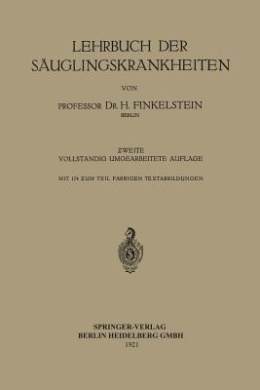 LEHRBUCH DER
SÄUGLINGSKRANKHEITEN
VON
PROFESSOR DR. H. FINKELSTEIN
BERLIN
ZWEITE
VOLLSTÄNDIG UMGEARBEITETE AUFLAGE
MIT 174 ZUM TEIL FARBIGEN TEXTABBILDUNGEN
SPRINGER-VERLAG
BERLIN HEIDELBERG GMBH
1921